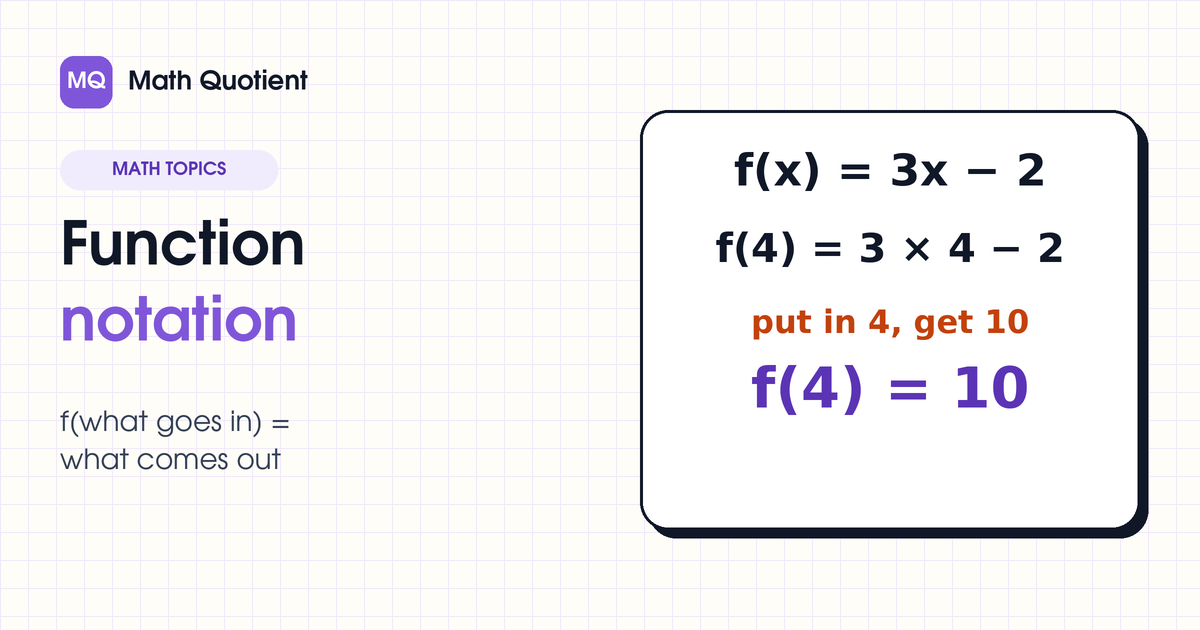 MQ Math Quotient
MATH TOPICS
Function
notation
f(what goes in) =
what comes out
f(x) = 3x − 2
f(4) = 3 × 4 − 2
put in 4, get 10
f(4) = 10